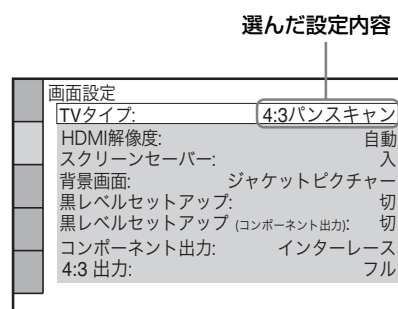 選んだ設定内容
画面設定
TVタイプ: 4:3パンスキャン
HDMI解像度: 自動
スクリーンセーバー: 入
背景画面: ジャケットピクチャー
黒レベルセットアップ: 切
黒レベルセットアップ (コンポーネント出力): 切
コンポーネント出力: インターレース
4:3 出力: フル